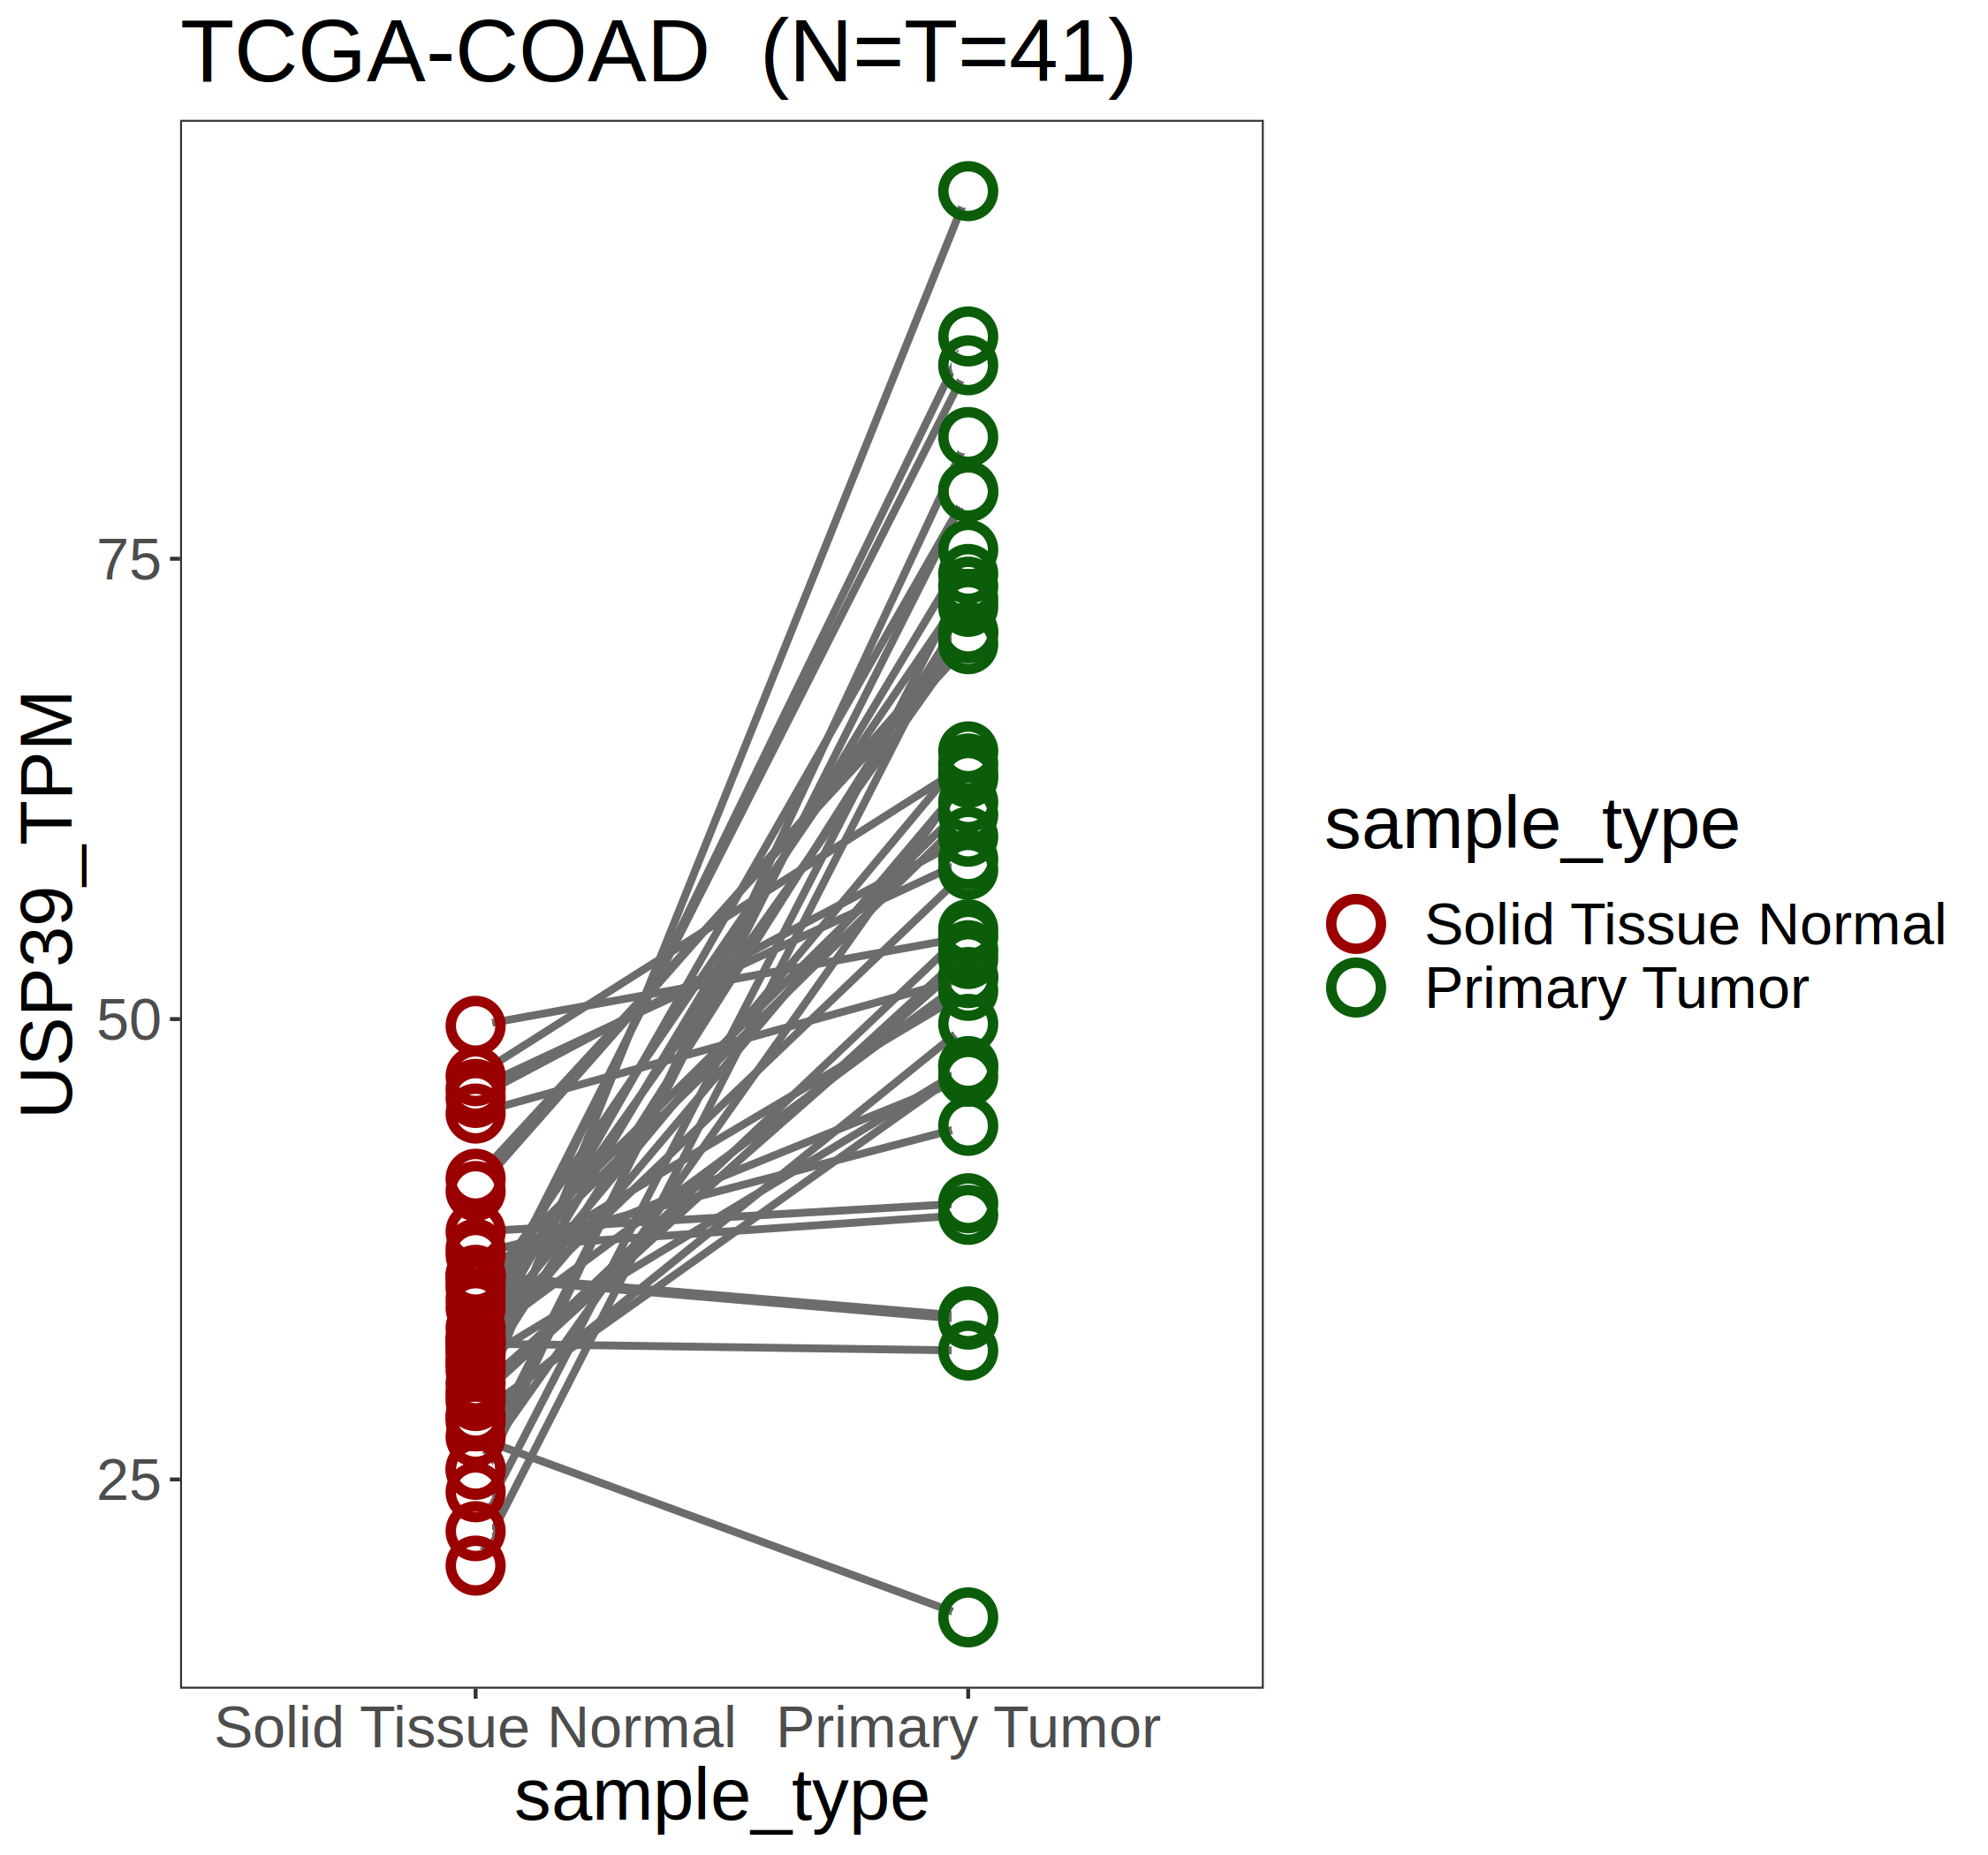 TCGA-COAD  (N=T=41)
USP39_TPM
75
50
25
Solid Tissue Normal
Primary Tumor
sample_type
sample_type
Solid Tissue Normal
Primary Tumor